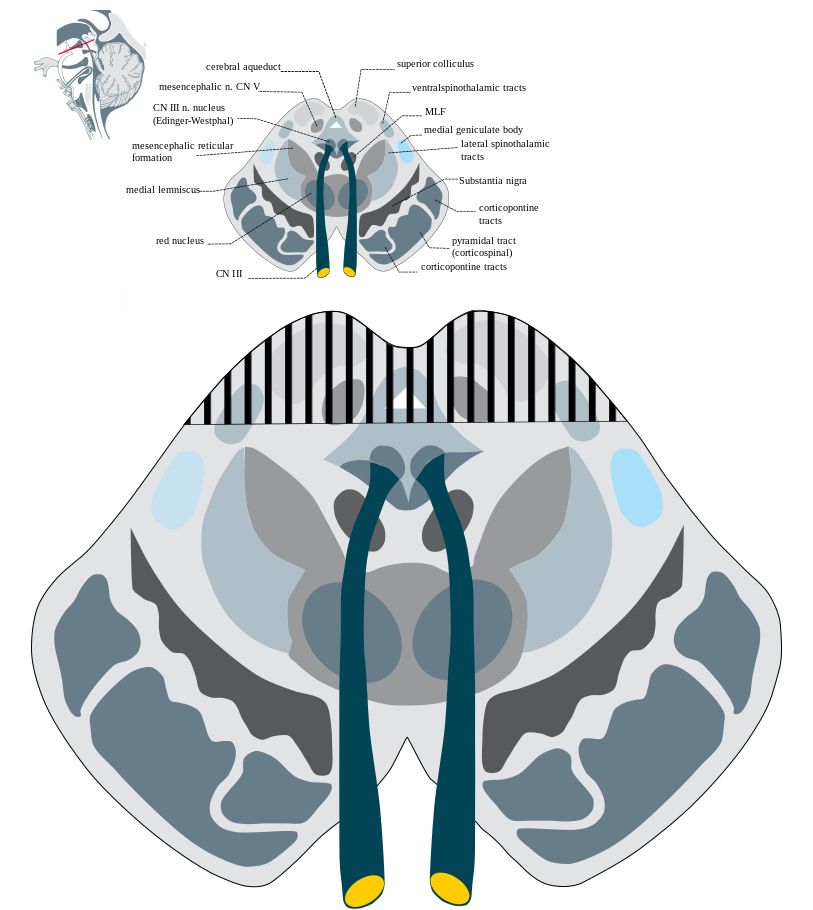 cerebral aqueduct
mesencephalic n. CN V
CN III n. nucleus
(Edinger-Westphal)
mesencephalic reticular
formation
medial lemniscus
red nucleus
CN III
superior colliculus
ventralspinothalamic tracts
MLF
medial geniculate body
lateral spinothalamic
tracts
Substantia nigra
corticopontine
tracts
pyramidal tract
(corticospinal)
corticopontine tracts